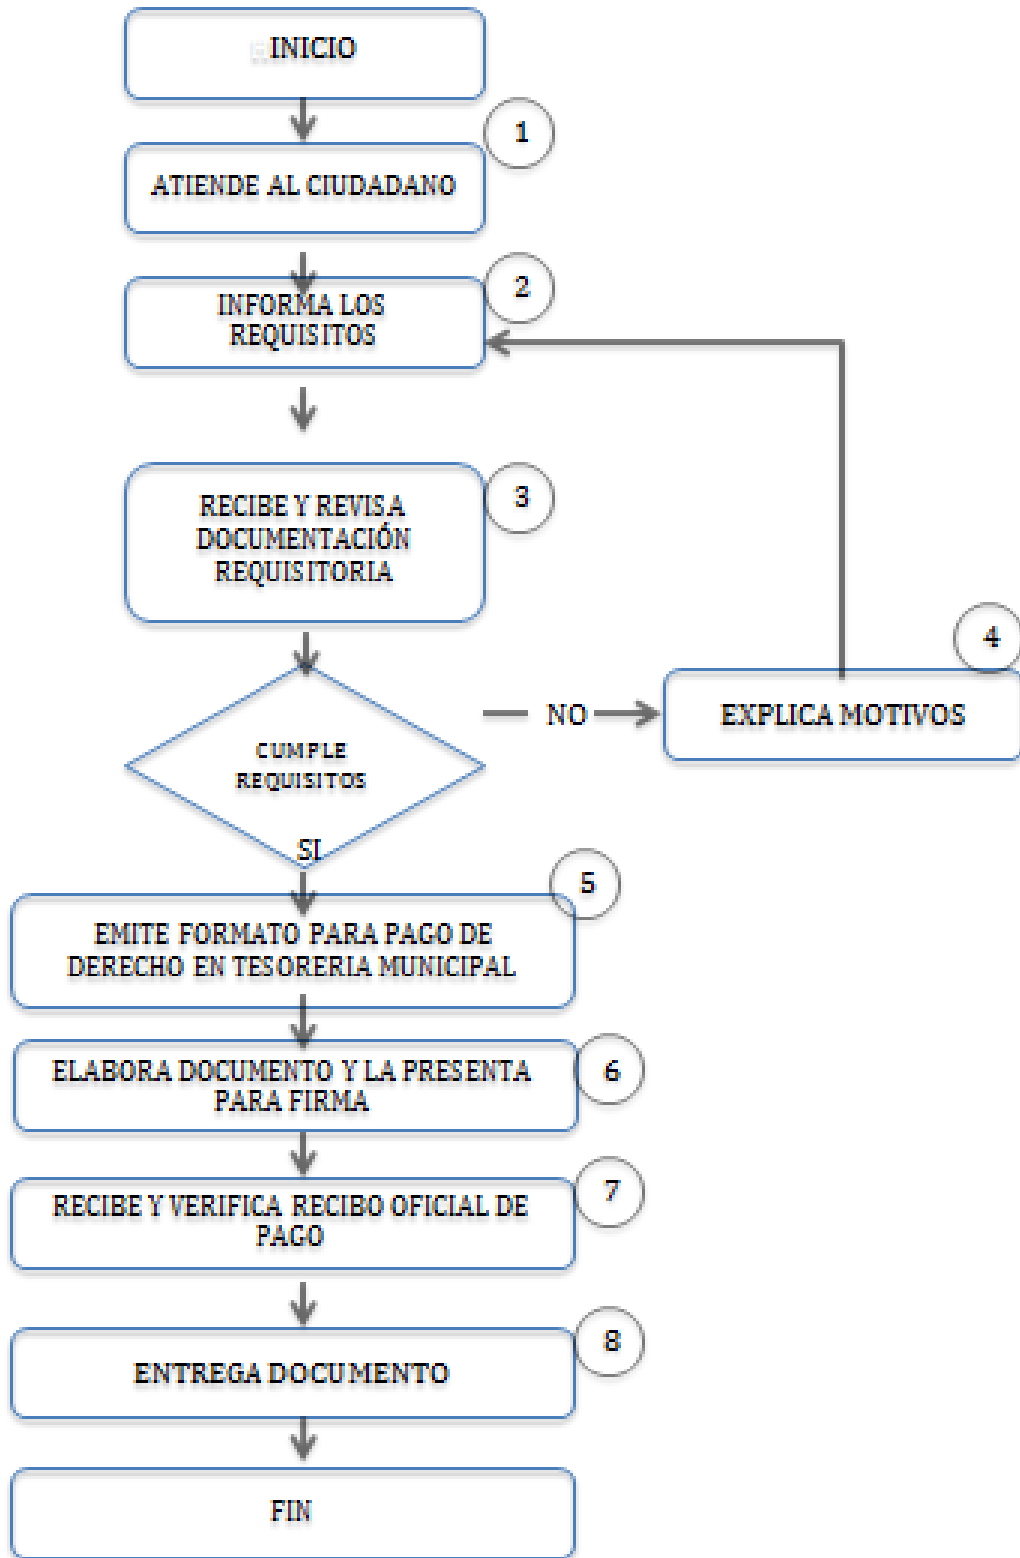 INICIO
1
ATIENDE AL CIUDADANO
2
INFORMA LOS
REQUISITOS
3
RECIBE Y REVISA
DOCUMENTACIÓN
REQUISITORIA
4
CUMPLE
REQUISITOS
NO
EXPLICA MOTIVOS
SI
5
EMITE FORMATO PARA PAGO DE
DERECHO EN TESORERIA MUNICIPAL
6
ELABORA DOCUMENTO Y LA PRESENTA
PARA FIRMA
7
RECIBE Y VERIFICA RECIBO OFICIAL DE
PAGO
8
ENTREGA DOCUMENTO
FIN